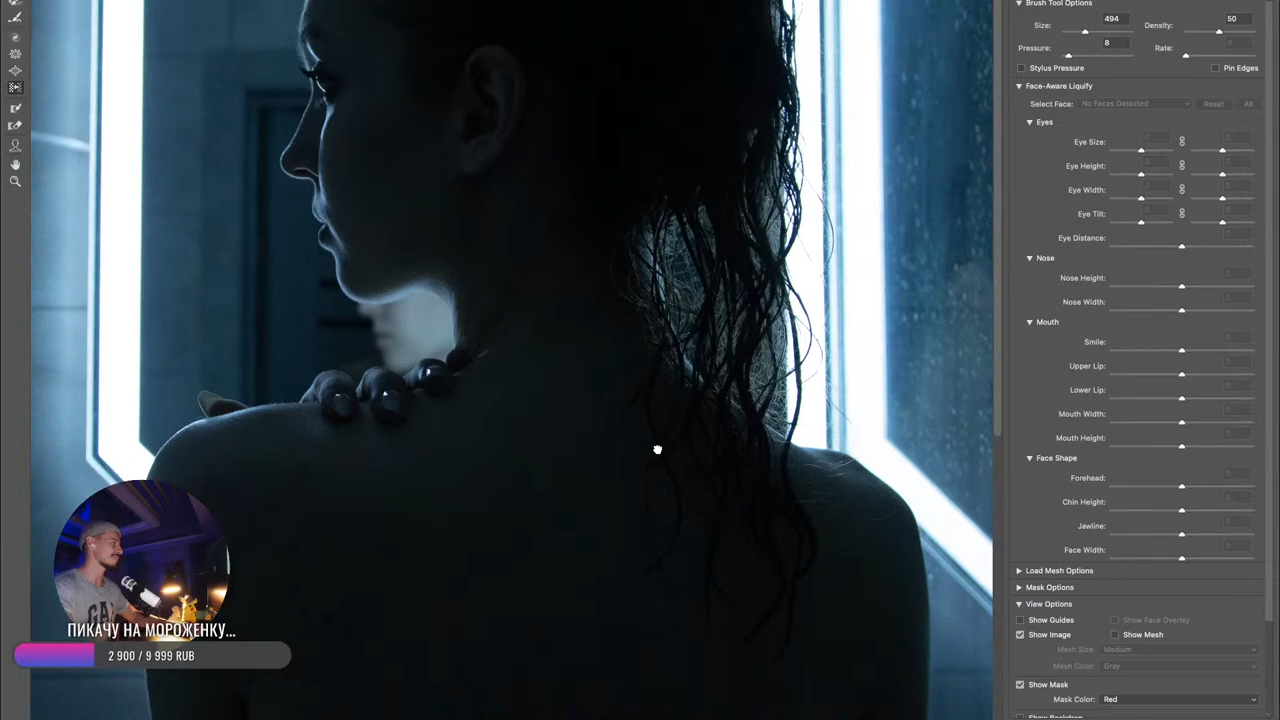 Brush Tool Options
Size: 494 Density: 50
Pressure: 8 Rate:
Stylus Pressure Pin Edges
Face-Aware Liquify
Select Face: No Faces Detected Reset All
Eyes
Eye Size:
Eye Height:
Eye Width:
Eye Tilt:
Eye Distance:
Nose
Nose Height:
Nose Width:
Mouth
Smile:
Upper Lip:
Lower Lip:
Mouth Width:
Mouth Height:
Face Shape
Forehead:
Chin Height:
Jawline:
Face Width:
Load Mesh Options
Mask Options
View Options
Show Guides Show Face Overlay
Show Image Show Mesh
Mesh Size: Medium
Mesh Color: Gray
Show Mask
Mask Color: Red
Show Backdrop
GAP
ПИКАЧУ НА МОРОЖЕНКУ...
2 900 / 9 999 RUB